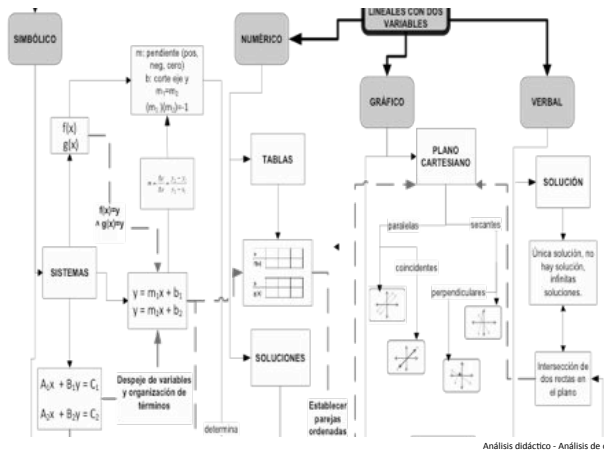 LINEALES CON DOS
VARIABLES
SIMBÓLICO
NUMÉRICO
GRÁFICO
VERBAL
m: pendiente (pos,
neg, cero)
b: corte eje y
m₁=m₂
(m₁)(m₂)=-1
f(x)
g(x)
f(x)=y
∧ g(x)=y
SISTEMAS
y = m₁x + b₁
y = m₂x + b₂
A₁x + B₁y = C₁
A₂x + B₂y = C₂
Despeje de variables
y organización de
términos
determina
TABLAS
SOLUCIONES
Establecer
parejas
ordenadas
PLANO
CARTESIANO
paralelas
secantes
coincidentes
perpendiculares
SOLUCIÓN
Única solución, no
hay solución,
infinitas
soluciones.
Intersección de
dos rectas en
el plano
Análisis didáctico - Análisis de